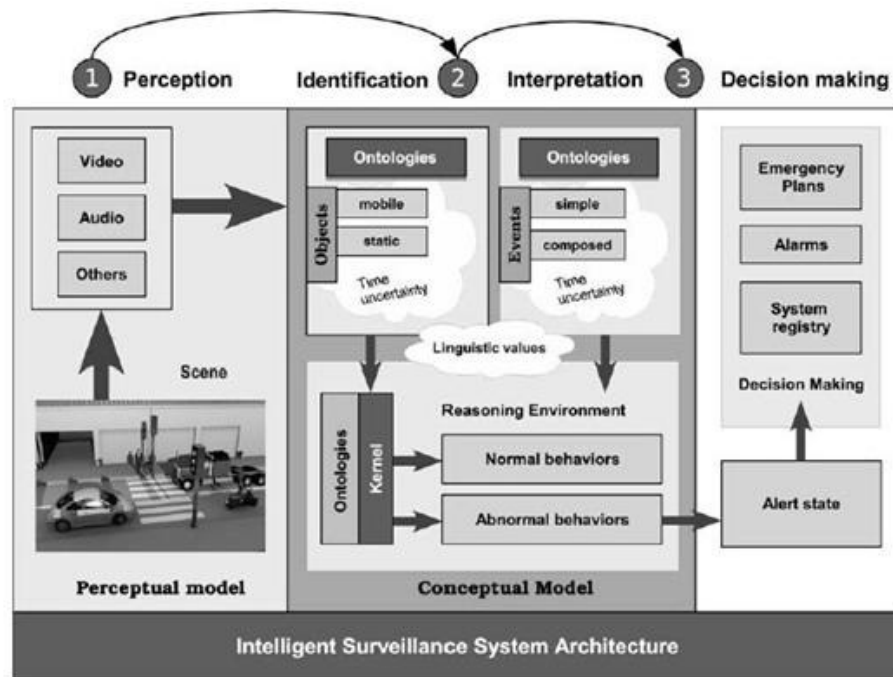 1 Perception
Identification 2 Interpretation
3 Decision making
Video
Audio
Others
Scene
Perceptual model
Ontologies
Objects
mobile
static
Time
uncertainty
Ontologies
Events
simple
composed
Time
uncertainty
Linguistic values
Reasoning Environment
Ontologies
Kernel
Normal behaviors
Abnormal behaviors
Conceptual Model
Emergency
Plans
Alarms
System
registry
Decision Making
Alert state
Intelligent Surveillance System Architecture